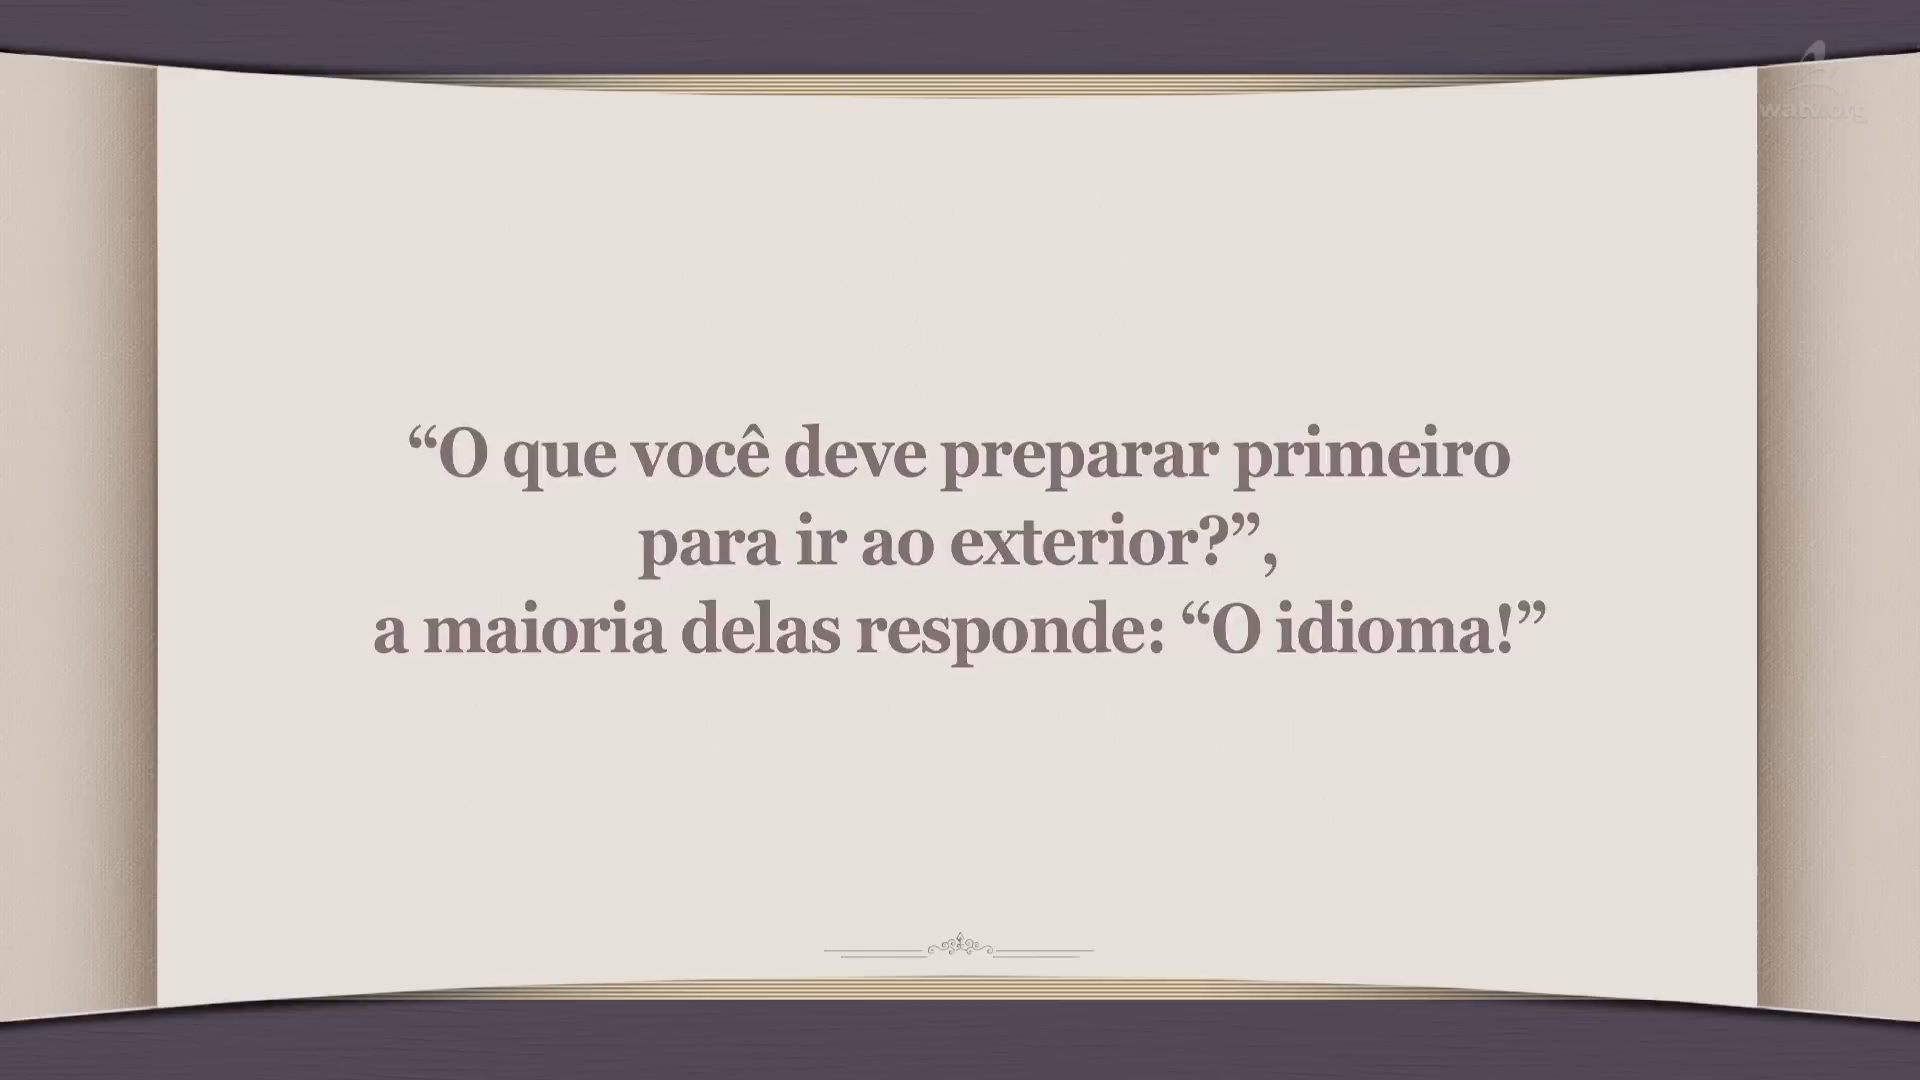 watv.org
“O que você deve preparar primeiro
para ir ao exterior?”,
a maioria delas responde: “O idioma!”